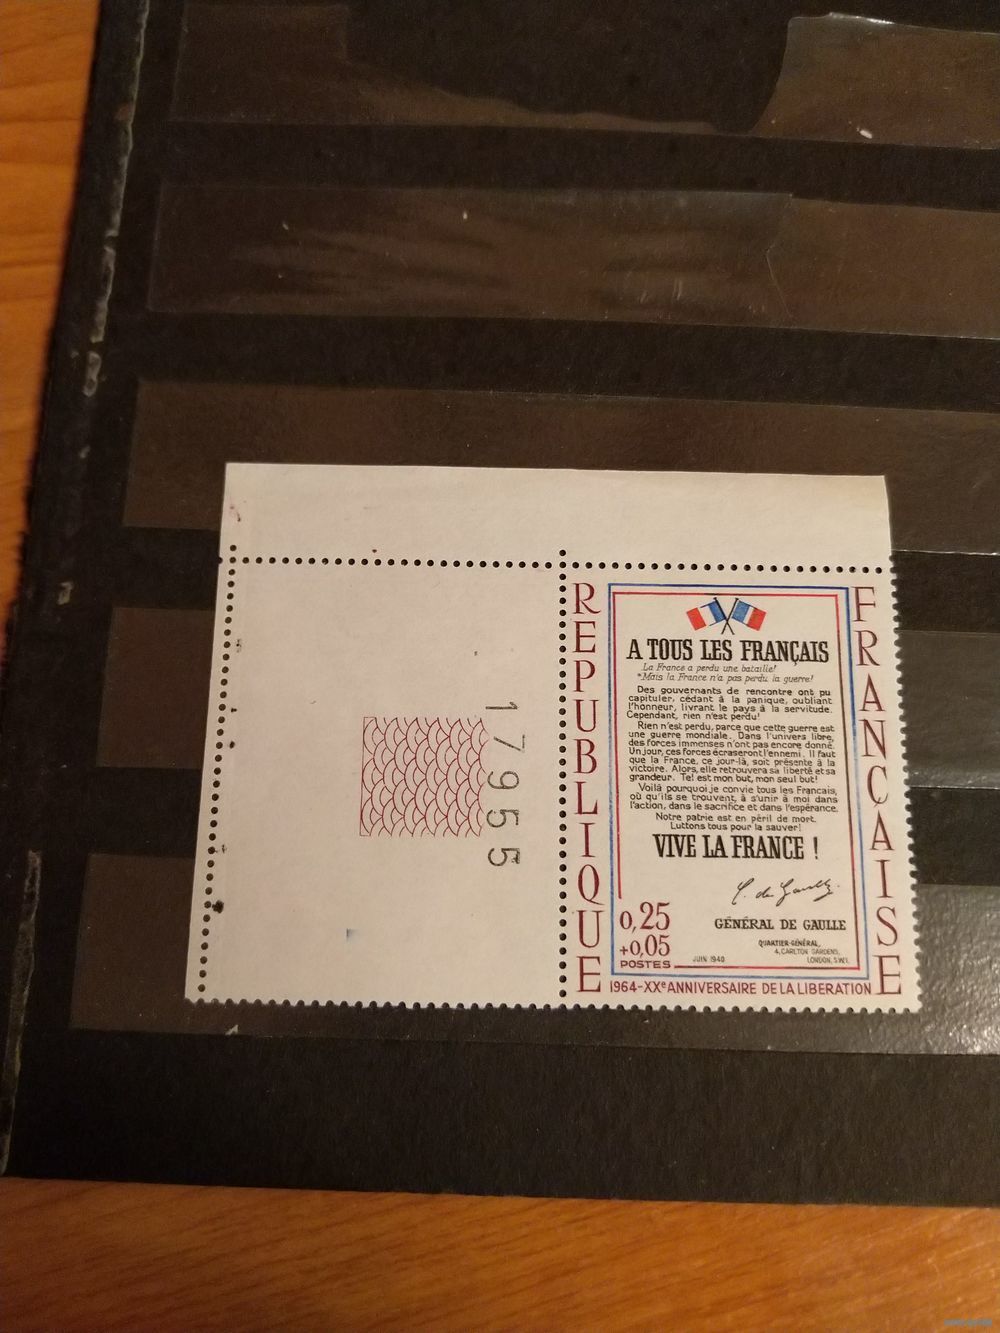 17955
RÉPUBLIQUE
FRANÇAISE
A TOUS LES FRANÇAIS
La France a perdu une bataille!
Mais la France n'a pas perdu la guerre!
Des gouvernants de rencontre ont pu
capituler, cédant à la panique, oubliant
l'honneur, livrant le pays à la servitude.
Cependant, rien n'est perdu!
Rien n'est perdu, parce que cette guerre est
une guerre mondiale. Dans l'univers libre,
des forces immenses n'ont pas encore donné.
Un jour, ces forces écraseront l'ennemi. Il faut
que la France, ce jour-là, soit présente à la
victoire. Alors, elle retrouvera sa liberté et sa
grandeur. Tel est mon but, mon seul but!
Voilà pourquoi je convie tous les Français,
où qu'ils se trouvent, à s'unir à moi dans
l'action, dans le sacrifice et dans l'espérance.
Notre patrie est en péril de mort.
Luttons tous pour la sauver!
VIVE LA FRANCE !
C. de Gaulle.
GÉNÉRAL DE GAULLE
0,25
+0,05
POSTES
JUIN 1940
QUARTIER-GÉNÉRAL,
4, CARLTON GARDENS,
LONDON, S.W.1.
1964-XXe ANNIVERSAIRE DE LA LIBERATION